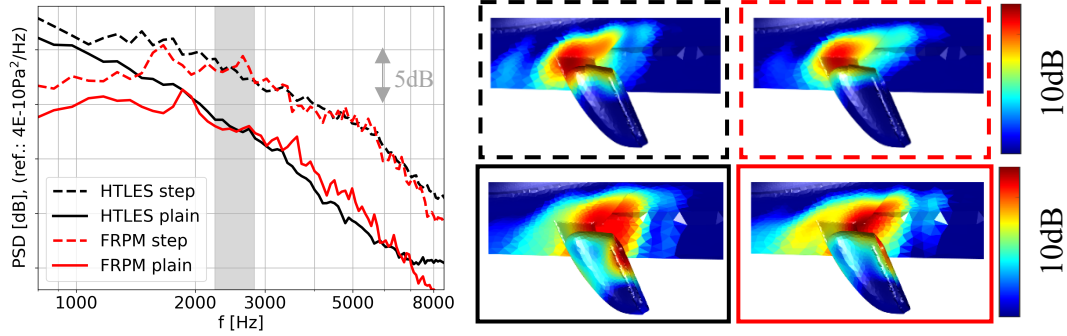 PSD [dB], (ref.: 4E-10Pa²/Hz)
5dB
HTLES step
HTLES plain
FRPM step
FRPM plain
1000 2000 3000 5000 8000
f [Hz]
10dB
10dB